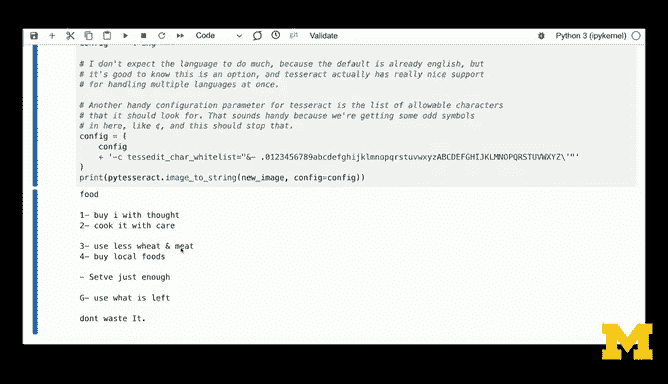 Code
git
Validate
Python 3 (ipykernel)
# I don't expect the language to do much, because the default is already english, but
# it's good to know this is an option, and tesseract actually has really nice support
# for handling multiple languages at once.
# Another handy configuration parameter for tesseract is the list of allowable characters
# that it should look for. That sounds handy because we're getting some odd symbols
# in here, like ¢, and this should stop that.
config = (
config
+ '-c tessedit_char_whitelist="&- .0123456789abcdefghijklmnopqrstuvwxyzABCDEFGHIJKLMNOPQRSTUVWXYZ\'"'
)
print(pytesseract.image_to_string(new_image, config=config))
food
1- buy i with thought
2- cook it with care
3- use less wheat & meat
4- buy local foods
- Setve just enough
G- use what is left
dont waste It.
M